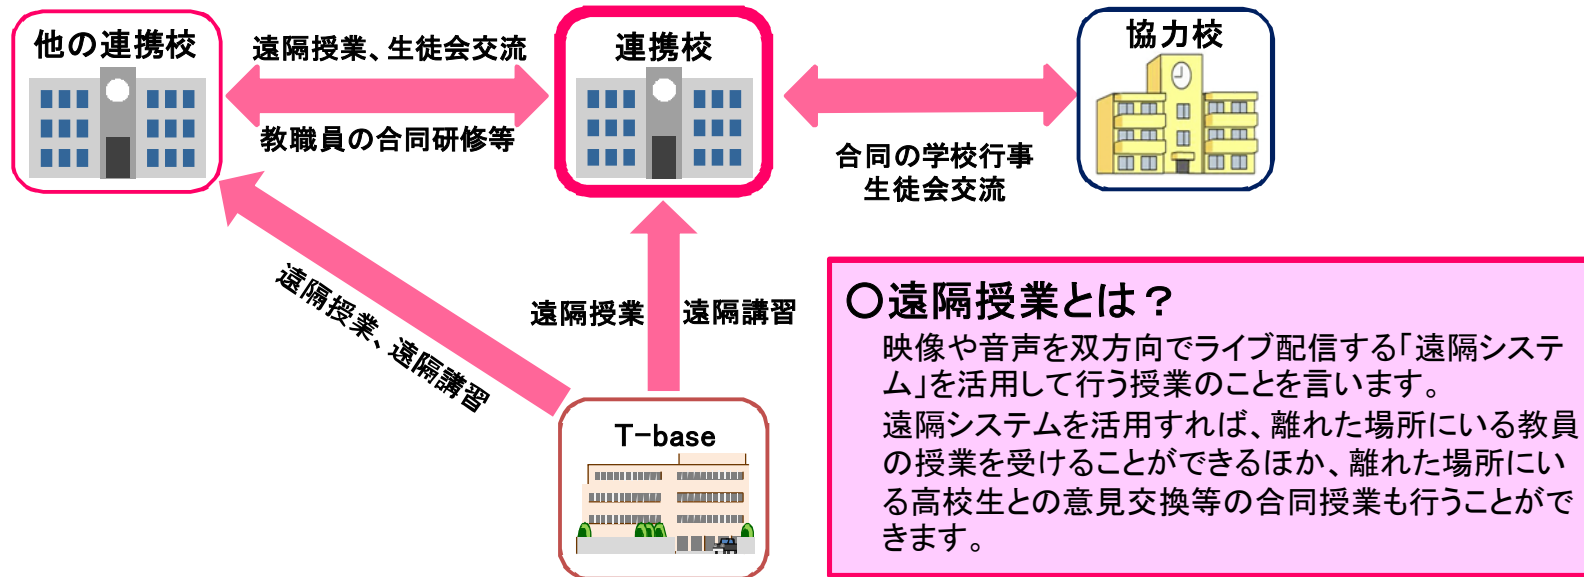 他の連携校
遠隔授業、生徒会交流
教職員の合同研修等
連携校
協力校
合同の学校行事
生徒会交流
遠隔授業、遠隔講習
遠隔授業
遠隔講習
T-base
〇遠隔授業とは？
映像や音声を双方向でライブ配信する「遠隔システ
ム」を活用して行う授業のことを言います。
遠隔システムを活用すれば、離れた場所にいる教員
の授業を受けることができるほか、離れた場所にい
る高校生との意見交換等の合同授業も行うことがで
きます。